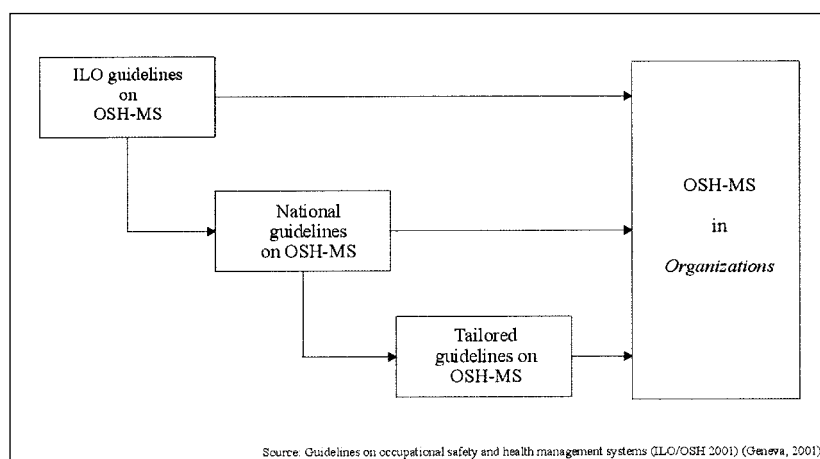 ILO guidelines
on
OSH-MS
National
guidelines
on OSH-MS
Tailored
guidelines on
OSH-MS
OSH-MS
in
Organizations
Source: Guidelines on occupational safety and health management systems (ILO/OSH 2001) (Geneva, 2001)